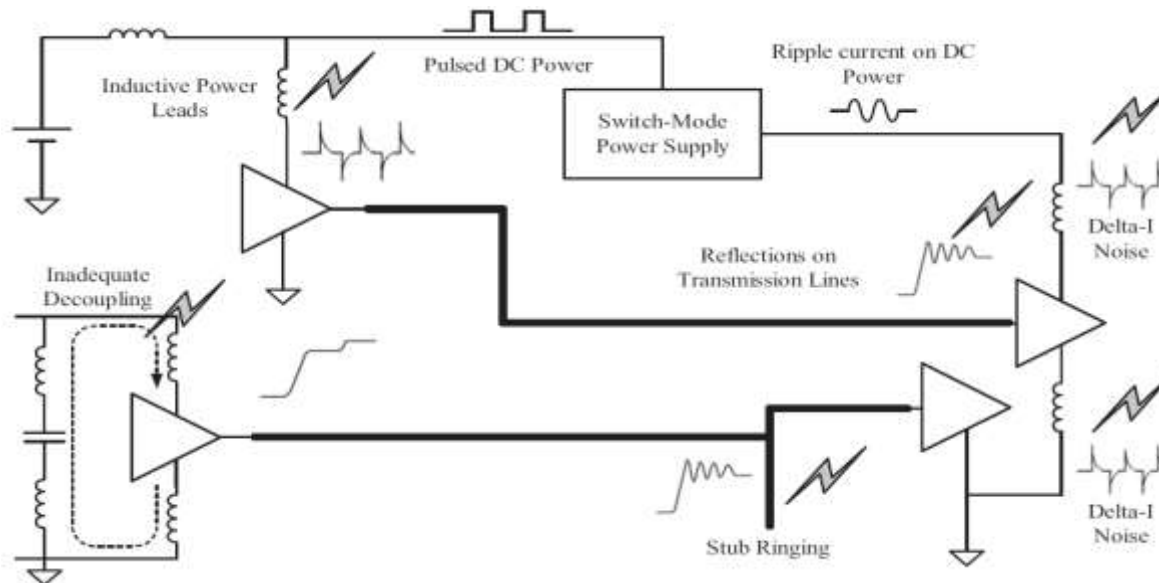 Inductive Power
Leads
Pulsed DC Power
Ripple current on DC
Power
Switch-Mode
Power Supply
Delta-I
Noise
Reflections on
Transmission Lines
Inadequate
Decoupling
Stub Ringing
Delta-I
Noise